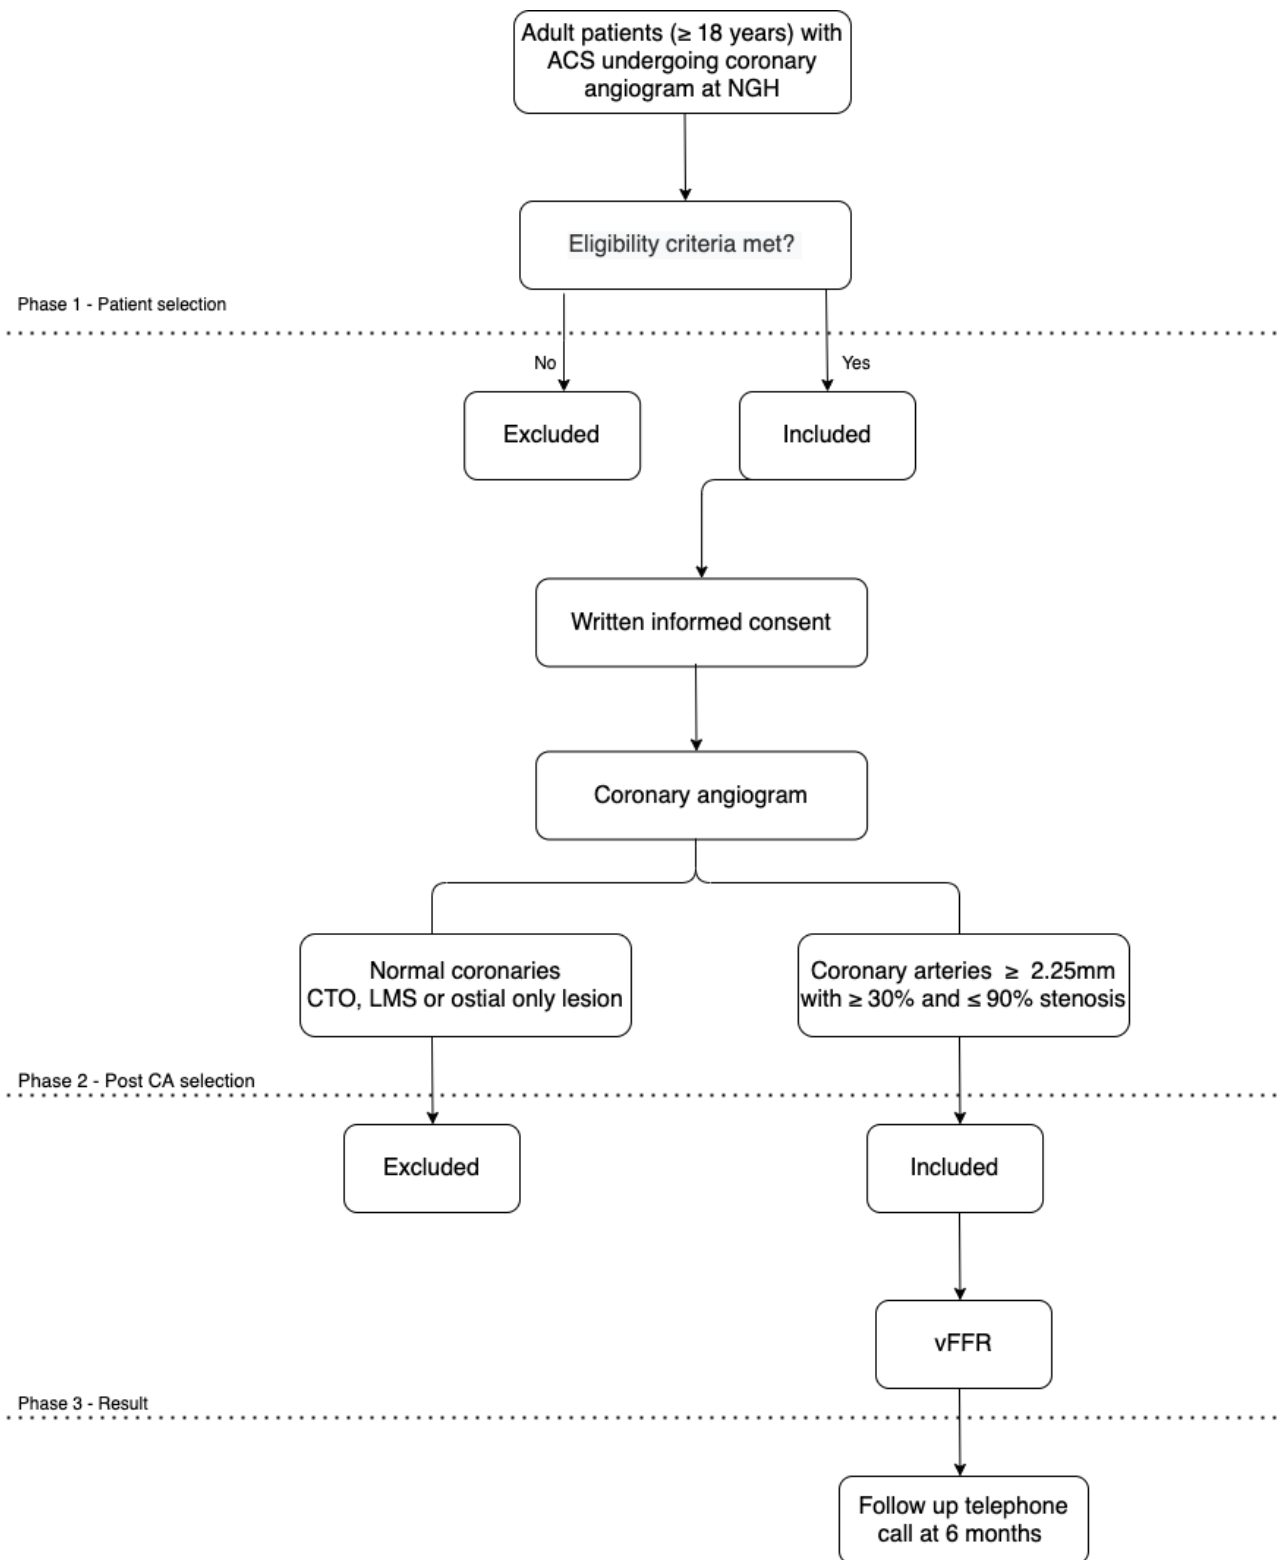 Adult patients (≥ 18 years) with
ACS undergoing coronary
angiogram at NGH
Eligibility criteria met?
Phase 1 - Patient selection
No
Yes
Excluded
Included
Written informed consent
Coronary angiogram
Normal coronaries
CTO, LMS or ostial only lesion
Coronary arteries ≥ 2.25mm
with ≥ 30% and ≤ 90% stenosis
Phase 2 - Post CA selection
Excluded
Included
vFFR
Phase 3 - Result
Follow up telephone
call at 6 months